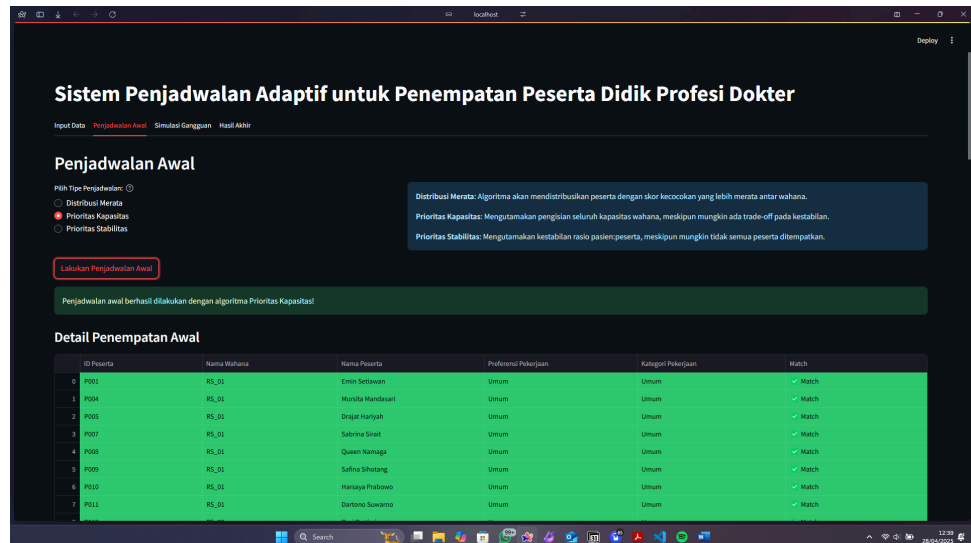 localhost
Deploy
Sistem Penjadwalan Adaptif untuk Penempatan Peserta Didik Profesi Dokter
Input Data Penjadwalan Awal Simulasi Gangguan Hasil Akhir
Penjadwalan Awal
Pilih Tipe Penjadwalan:
Distribusi Merata
Prioritas Kapasitas
Prioritas Stabilitas
Distribusi Merata: Algoritma akan mendistribusikan peserta dengan skor kecocokan yang lebih merata antar wahana.
Prioritas Kapasitas: Mengutamakan pengisian seluruh kapasitas wahana, meskipun mungkin ada trade-off pada kestabilan.
Prioritas Stabilitas: Mengutamakan kestabilan rasio pasien:peserta, meskipun mungkin tidak semua peserta ditempatkan.
Lakukan Penjadwalan Awal
Penjadwalan awal berhasil dilakukan dengan algoritma Prioritas Kapasitas!
Detail Penempatan Awal
ID Peserta Nama Wahana Nama Peserta Preferensi Pekerjaan Kategori Pekerjaan Match
0 P001 RS_01 Emin Setiawan Umum Umum Match
1 P004 RS_01 Mursita Mandasari Umum Umum Match
2 P005 RS_01 Drajat Hariyah Umum Umum Match
3 P007 RS_01 Sabrina Sirait Umum Umum Match
4 P008 RS_01 Queen Namaga Umum Umum Match
5 P009 RS_01 Safina Sihotang Umum Umum Match
6 P010 RS_01 Harsaya Prabowo Umum Umum Match
7 P011 RS_01 Dartono Suwarno Umum Umum Match
Search
99+
12:39
28/04/2025